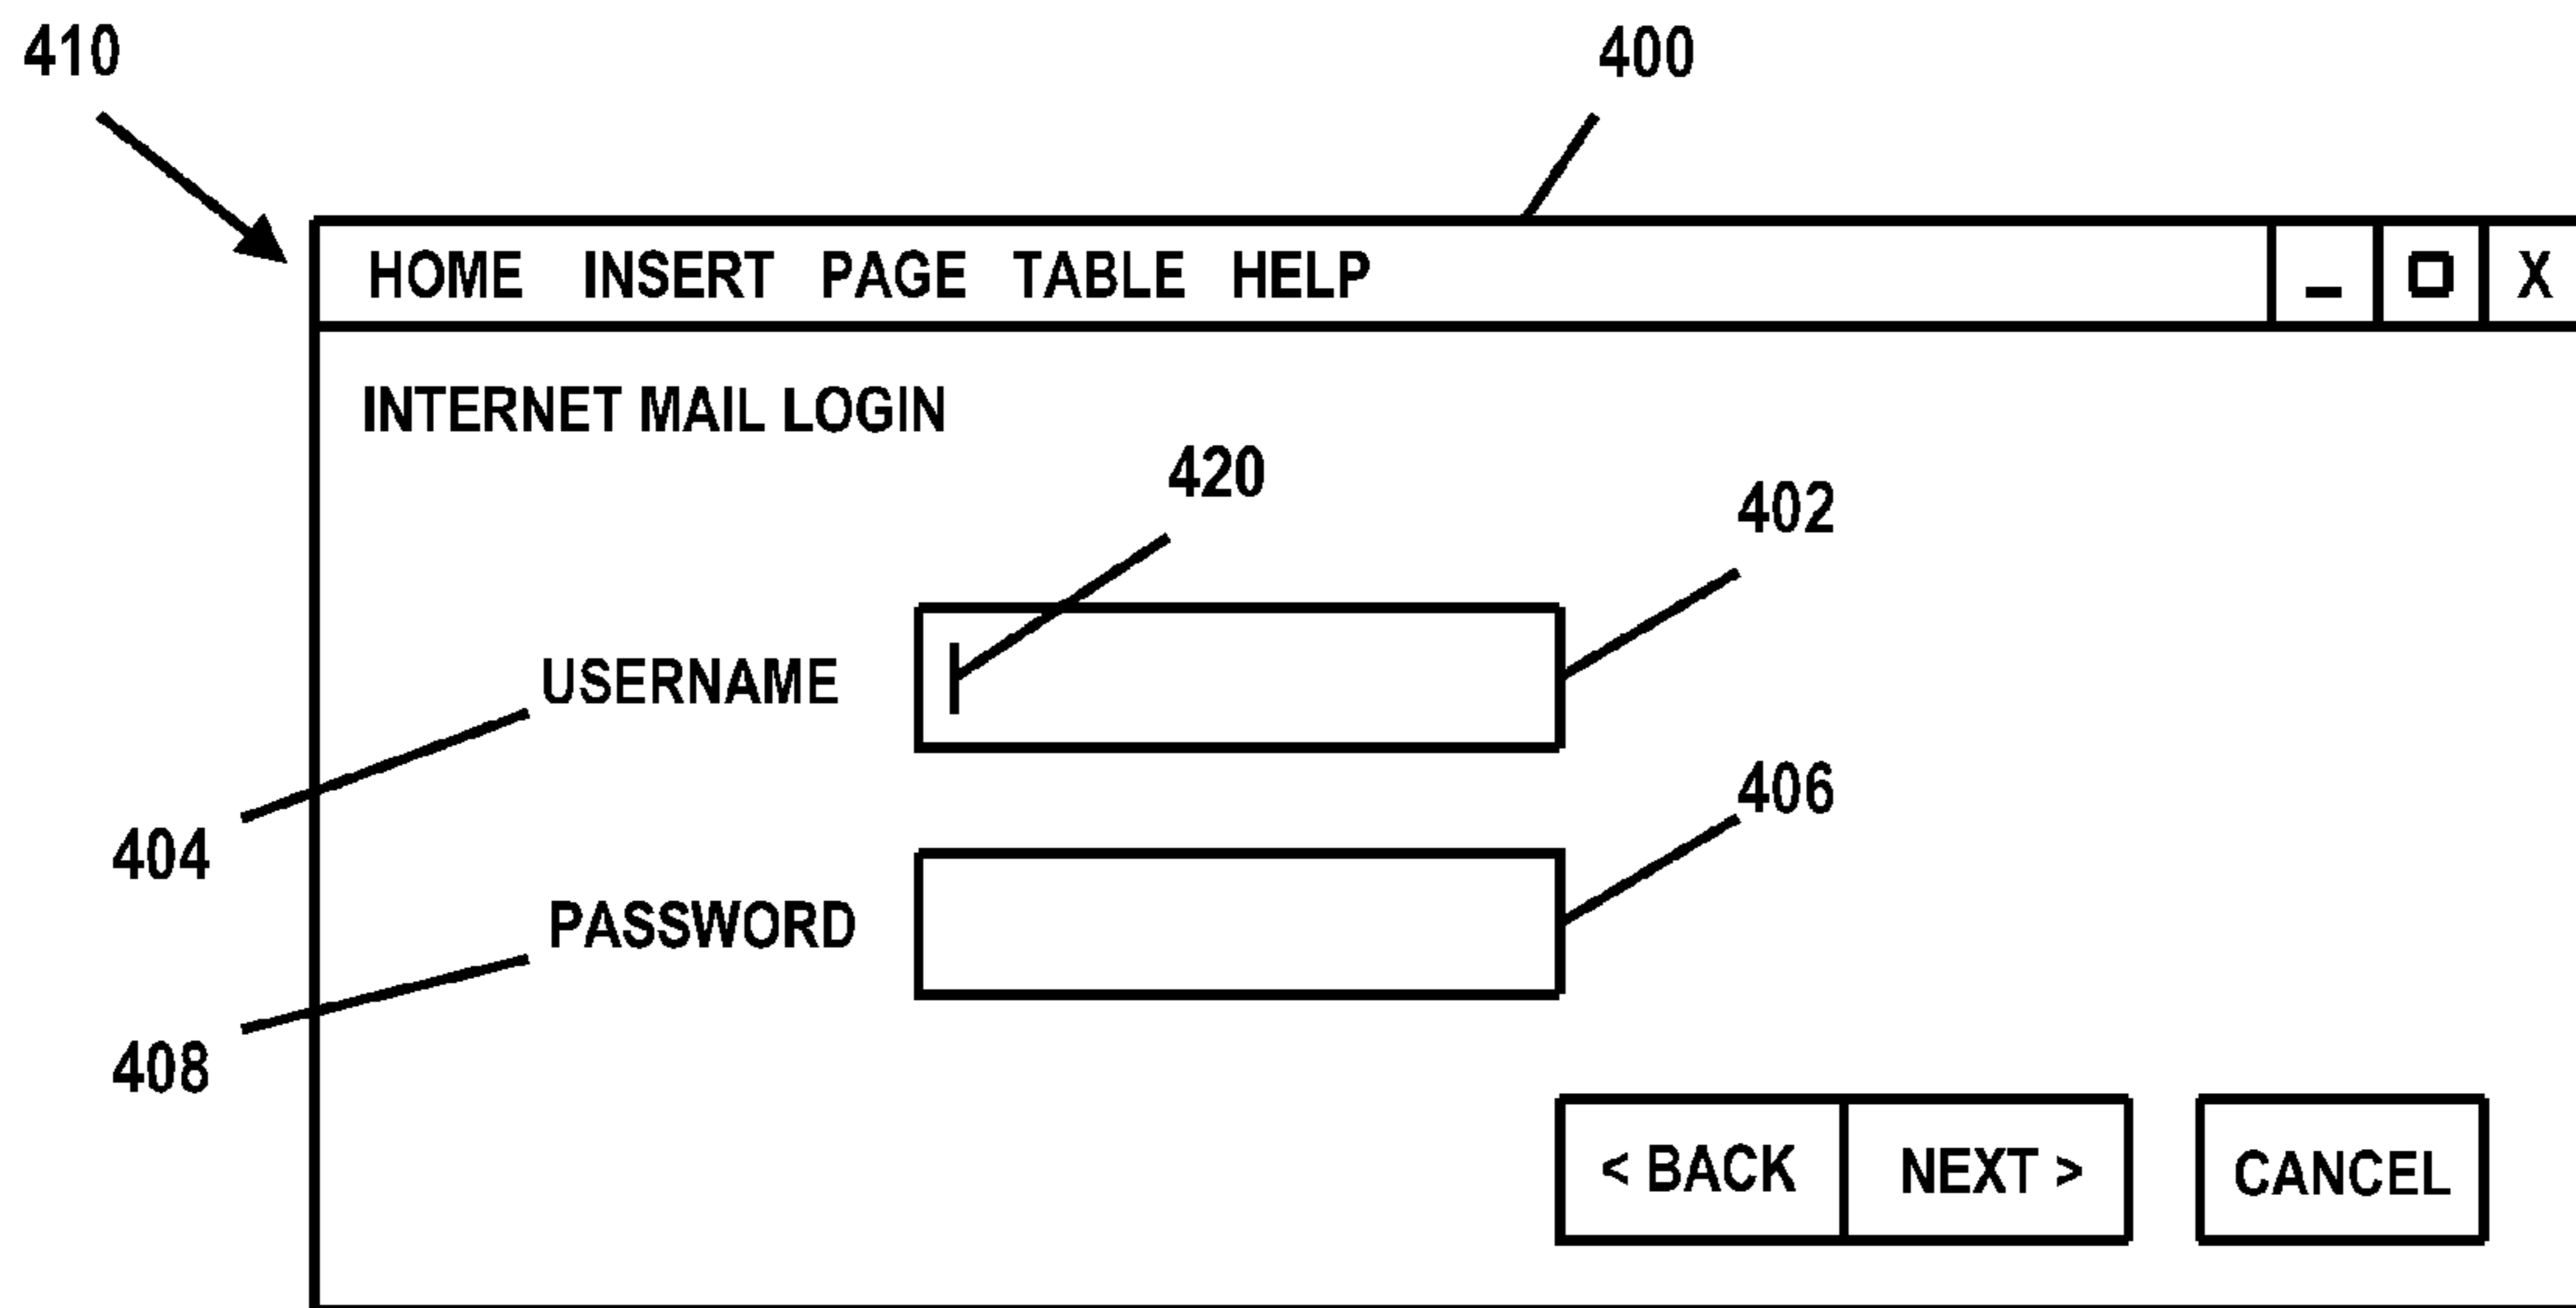 410
400
HOME INSERT PAGE TABLE HELP X
INTERNET MAIL LOGIN
420
402
USERNAME
404
406
PASSWORD
408
< BACK NEXT > CANCEL